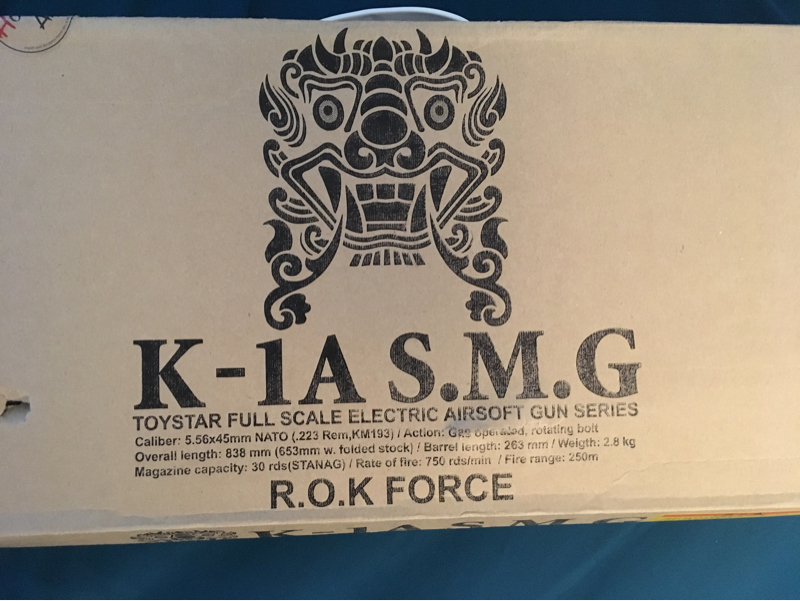 K-1A S.M.G
TOYSTAR FULL SCALE ELECTRIC AIRSOFT GUN SERIES
Caliber: 5.56x45mm NATO (.223 Rem,KM193) / Action: Gas operated, rotating bolt
Overall length: 838 mm (653mm w. folded stock) / Barrel length: 263 mm / Weigth: 2.8 kg
Magazine capacity: 30 rds(STANAG) / Rate of fire: 750 rds/min / Fire range: 250m
R.O.K FORCE
K-1A S.M.G